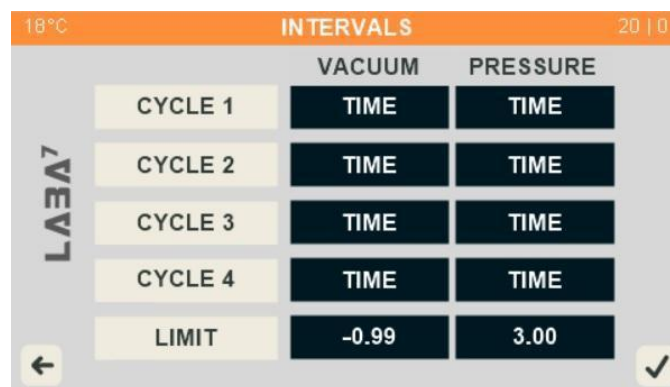 18°C INTERVALS 20 | 0
VACUUM PRESSURE
CYCLE 1 TIME TIME
CYCLE 2 TIME TIME
CYCLE 3 TIME TIME
CYCLE 4 TIME TIME
LIMIT -0.99 3.00
LABA7